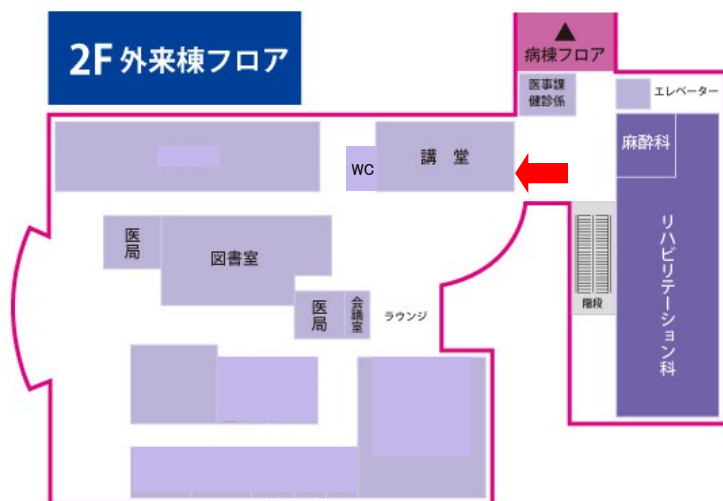 2F 外来棟フロア
▲
病棟フロア
医事課
健診係
エレベーター
麻酔科
WC
講 堂
医局
図書室
リハビリテーション科
階段
医局
会議室
ラウンジ